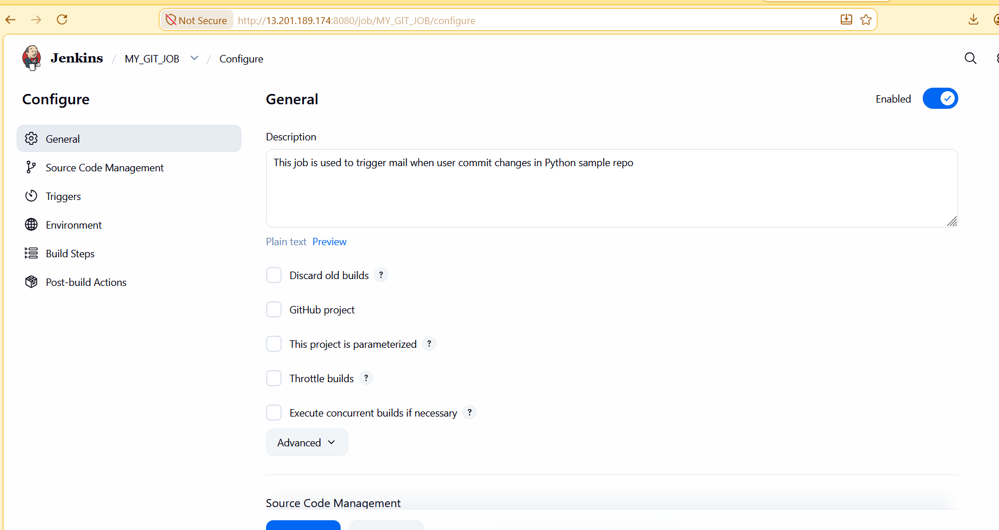 Not Secure http://13.201.189.174:8080/job/MY_GIT_JOB/configure
Jenkins / MY_GIT_JOB / Configure
Configure
General
Source Code Management
Triggers
Environment
Build Steps
Post-build Actions
General
Enabled
Description
This job is used to trigger mail when user commit changes in Python sample repo
Plain text Preview
Discard old builds ?
GitHub project
This project is parameterized ?
Throttle builds ?
Execute concurrent builds if necessary ?
Advanced
Source Code Management